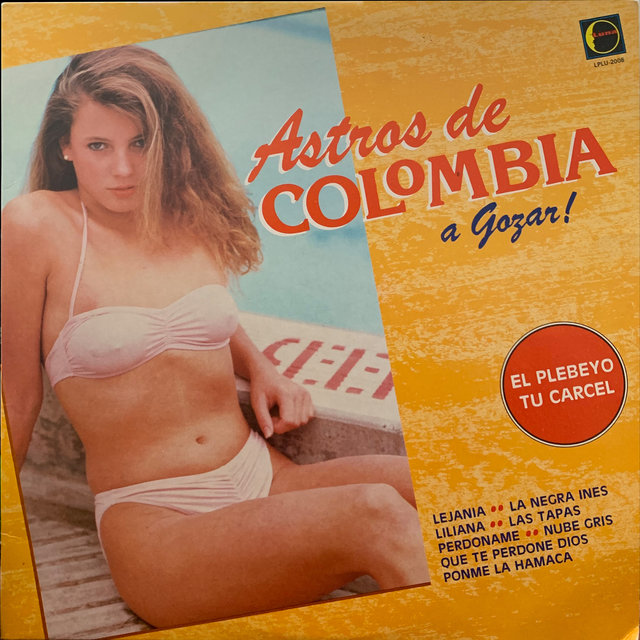 Luna
LPLU-2008
Astros de
COLOMBIA
a Gozar!
EL PLEBEYO
TU CARCEL
LEJANIA •• LA NEGRA INES
LILIANA •• LAS TAPAS
PERDONAME •• NUBE GRIS
QUE TE PERDONE DIOS
PONME LA HAMACA